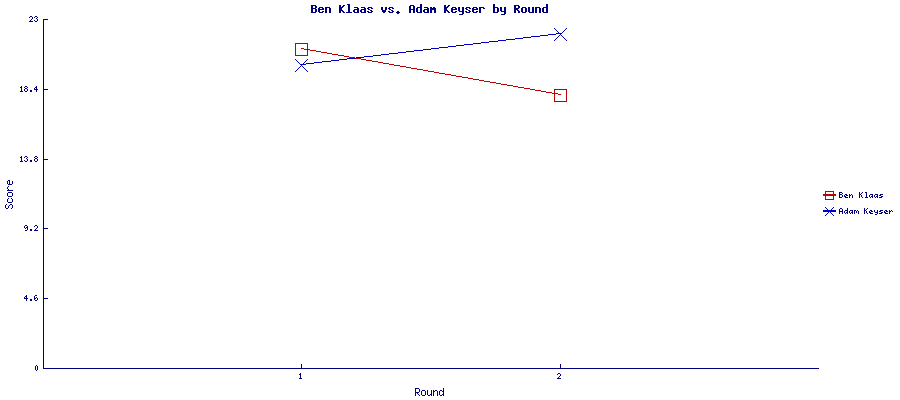 Ben Klaas vs. Adam Keyser by Round
23
18.4
13.8
9.2
4.6
0
Score
1
2
Round
Ben Klaas
Adam Keyser